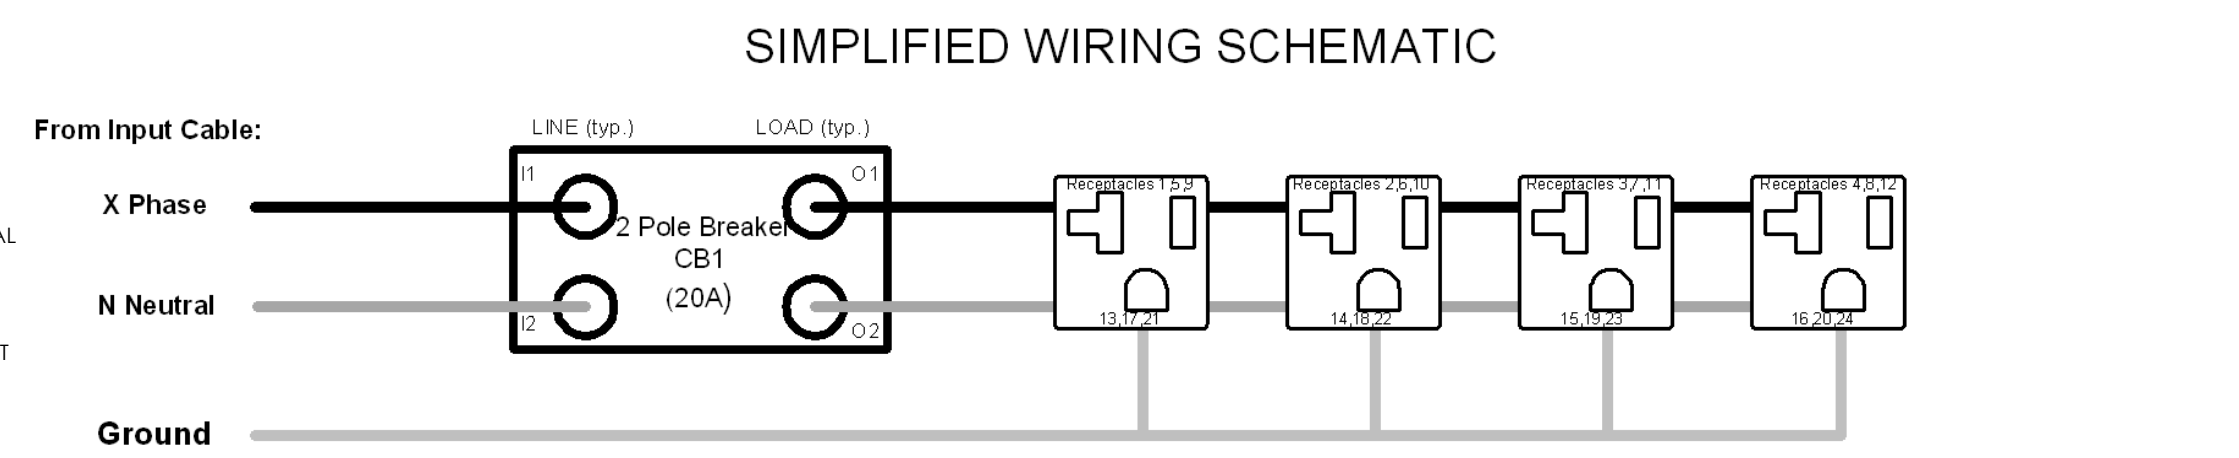 SIMPLIFIED WIRING SCHEMATIC
From Input Cable:
LINE (typ.)
LOAD (typ.)
I1
O1
X Phase
2 Pole Breaker
CB1
(20A)
AL
N Neutral
I2
O2
T
Ground
Receptacles 1,5,9
13,17,21
Receptacles 2,6,10
14,18,22
Receptacles 3,7,11
15,19,23
Receptacles 4,8,12
16,20,24